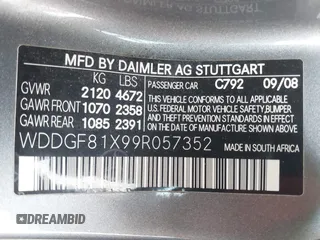 MFD BY DAIMLER AG STUTTGART
KG LBS PASSENGER CAR C792 09/08
GVWR 2120 4672
GAWR FRONT 1070 2358
GAWR REAR 1085 2391
THIS VEHICLE CONFORMS TO ALL APPLICABLE U.S. FEDERAL MOTOR VEHICLE SAFETY, BUMPER AND THEFT PREVENTION STANDARDS IN EFFECT ON THE DATE OF MANUFACTURE SHOWN ABOVE.
WDDGF81X99R057352
MADE IN SOUTH AFRICA
DREAMBID